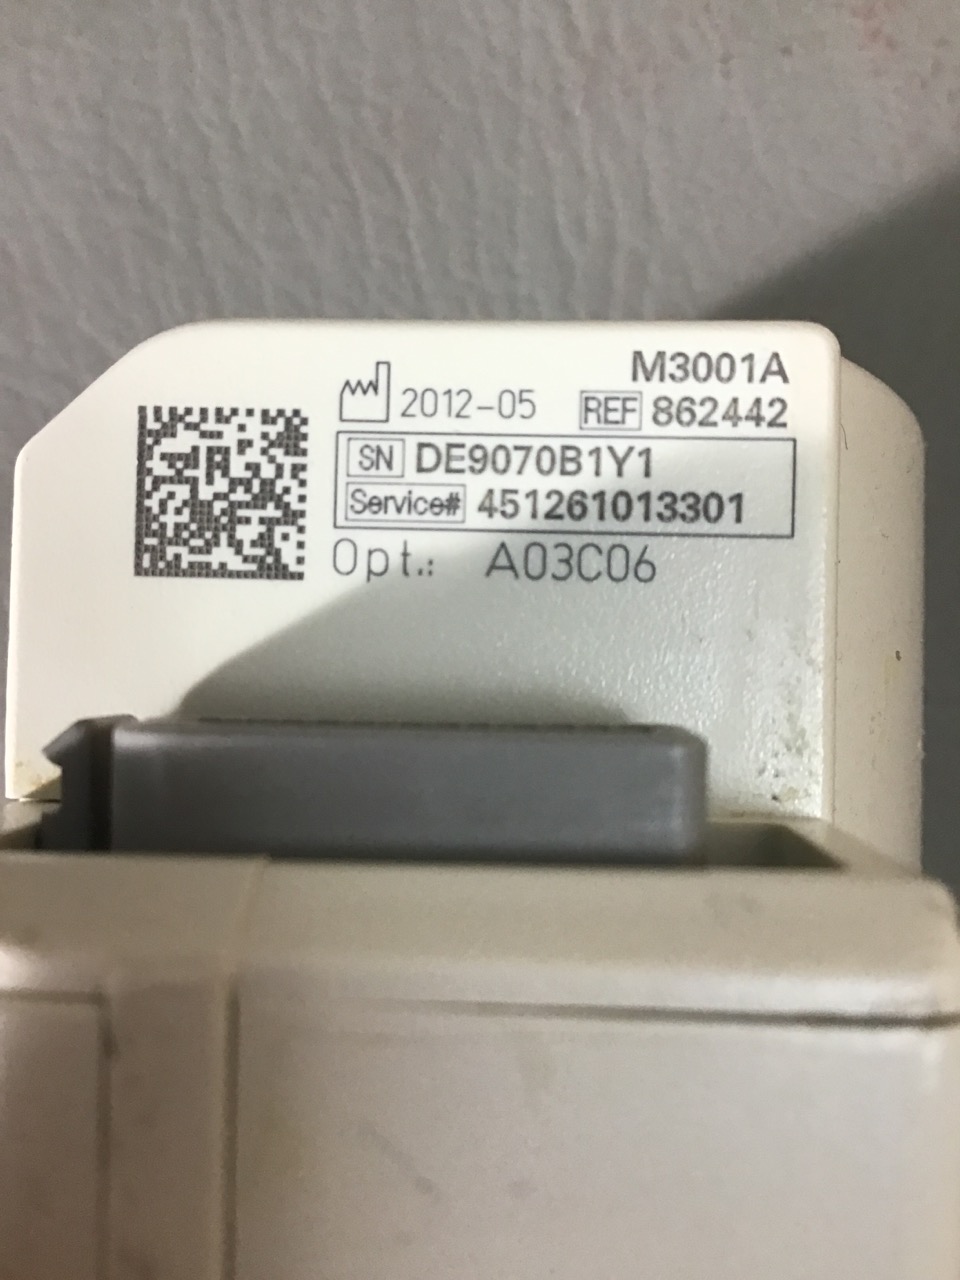 M3001A
2012-05 REF 862442
SN DE9070B1Y1
Service# 451261013301
Opt.: A03C06